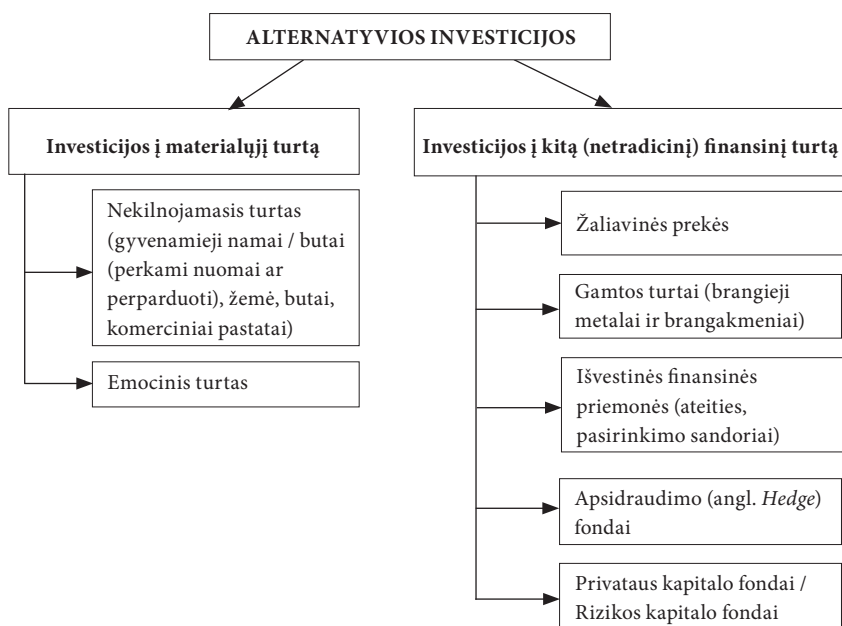 ALTERNATYVIOS INVESTICIJOS
Investicijos į materialųjį turtą
Nekilnojamasis turtas
(gyvenamieji namai / butai
(perkami nuomai ar
perparduoti), žemė, butai,
komerciniai pastatai)
Emocinis turtas
Investicijos į kitą (netradicinį) finansinį turtą
Žaliavinės prekės
Gamtos turtai (brangieji
metalai ir brangakmeniai)
Išvestinės finansinės
priemonės (ateities,
pasirinkimo sandoriai)
Apsidraudimo (angl. Hedge)
fondai
Privataus kapitalo fondai /
Rizikos kapitalo fondai